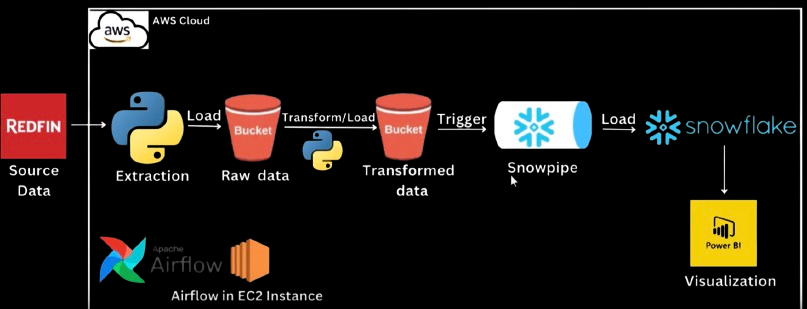 aws
AWS Cloud
REDFIN
Source
Data
Extraction
Load
Bucket
Raw data
Transform/Load
Bucket
Transformed
data
Trigger
Snowpipe
Load
snowflake
Power BI
Visualization
Apache
Airflow
Airflow in EC2 Instance